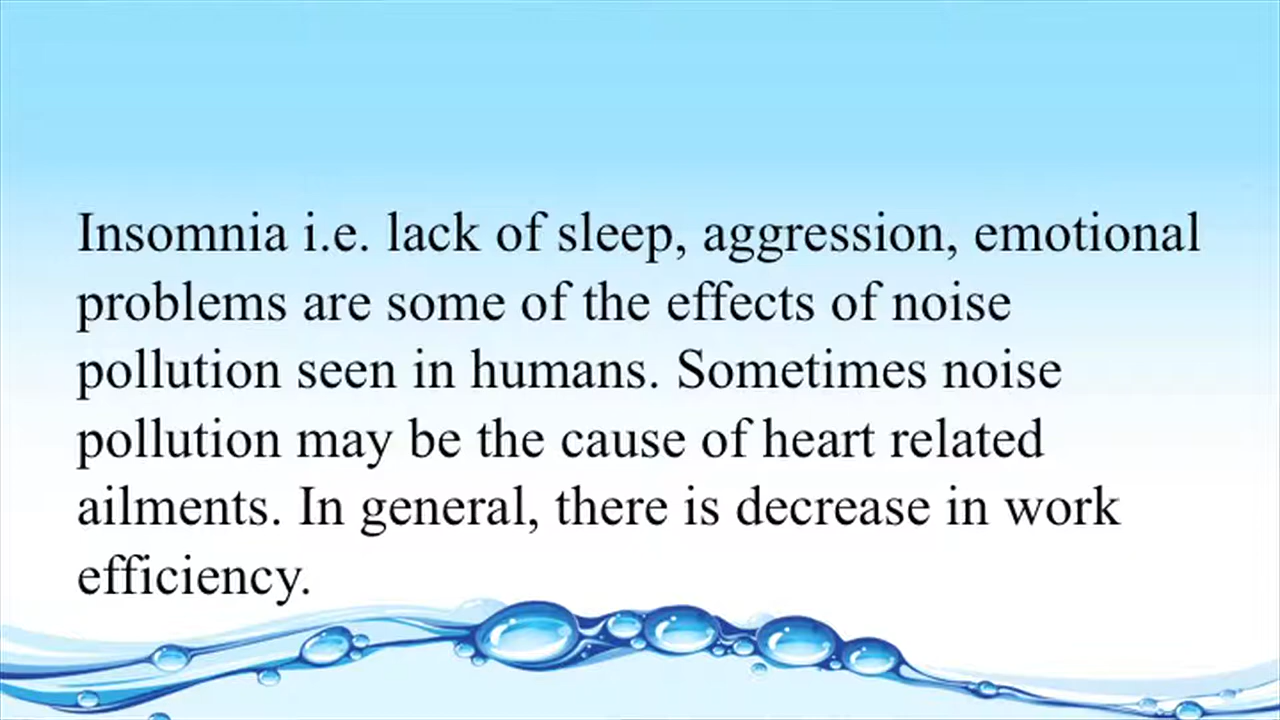 Insomnia i.e. lack of sleep, aggression, emotional
problems are some of the effects of noise
pollution seen in humans. Sometimes noise
pollution may be the cause of heart related
ailments. In general, there is decrease in work
efficiency.